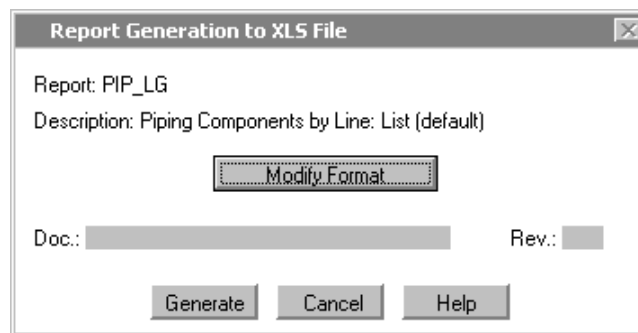 Report Generation to XLS File
Report: PIP_LG
Description: Piping Components by Line: List (default)
Modify Format
Doc.: Rev.:
Generate Cancel Help